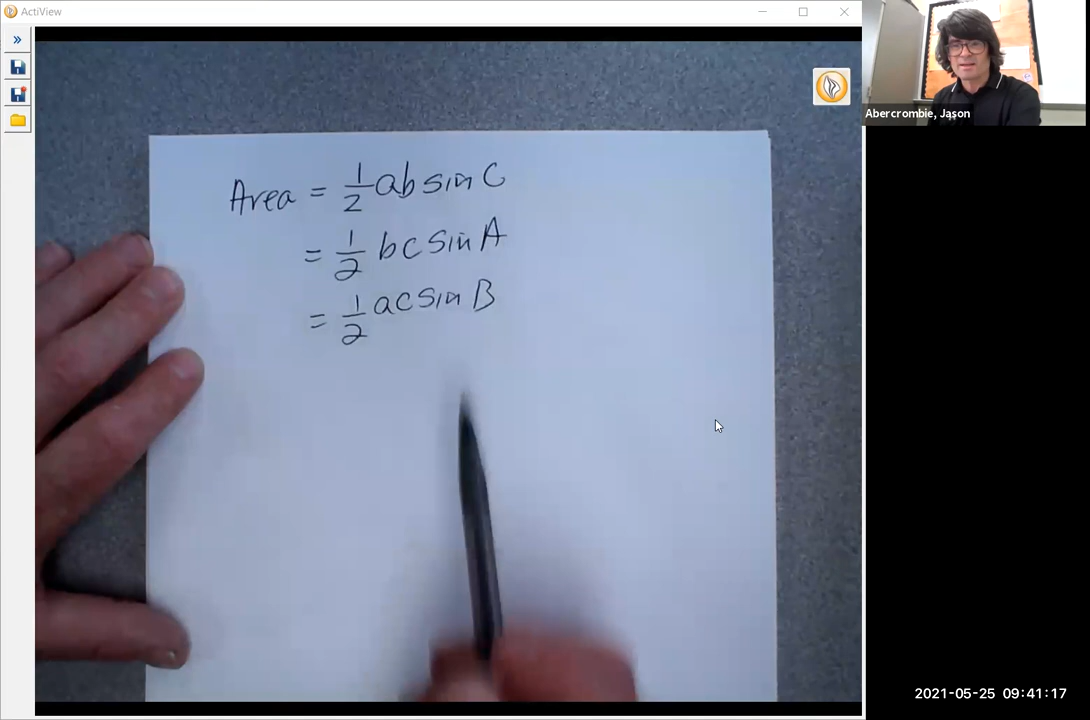 ActiView
Area = 1/2 ab sin C
= 1/2 bc sin A
= 1/2 ac sin B
Abercrombie, Jason
2021-05-25 09:41:17